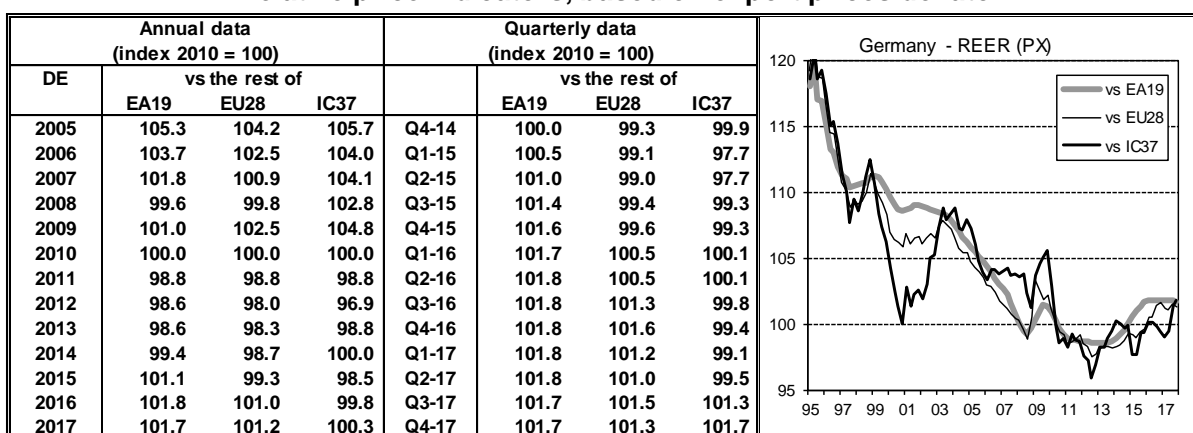 Annual data Quarterly data
(index 2010 = 100) (index 2010 = 100)
DE vs the rest of vs the rest of
EA19 EU28 IC37 EA19 EU28 IC37
2005 105.3 104.2 105.7 Q4-14 100.0 99.3 99.9
2006 103.7 102.5 104.0 Q1-15 100.5 99.1 97.7
2007 101.8 100.9 104.1 Q2-15 101.0 99.0 97.7
2008 99.6 99.8 102.8 Q3-15 101.4 99.4 99.3
2009 101.0 102.5 104.8 Q4-15 101.6 99.6 99.3
2010 100.0 100.0 100.0 Q1-16 101.7 100.5 100.1
2011 98.8 98.8 98.8 Q2-16 101.8 100.5 100.1
2012 98.6 98.0 96.9 Q3-16 101.8 101.3 99.8
2013 98.6 98.3 98.8 Q4-16 101.8 101.6 99.4
2014 99.4 98.7 100.0 Q1-17 101.8 101.2 99.1
2015 101.1 99.3 98.5 Q2-17 101.8 101.0 99.5
2016 101.8 101.0 99.8 Q3-17 101.7 101.5 101.3
2017 101.7 101.2 100.3 Q4-17 101.7 101.3 101.7
Germany - REER (PX)
vs EA19
vs EU28
vs IC37
120
115
110
105
100
95
95 97 99 01 03 05 07 09 11 13 15 17